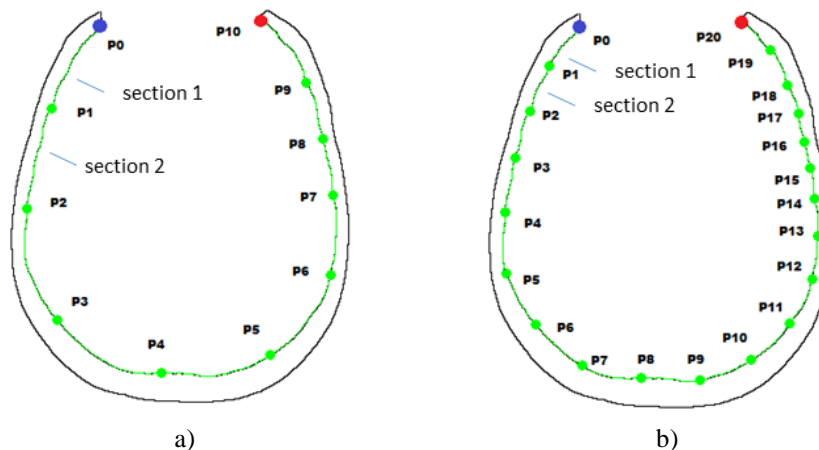 P0
P10
P9
section 1
P1
P8
section 2
P7
P2
P6
P3
P4
P5
a)
P0
P20
P19
section 1
P1
P18
section 2
P2
P17
P16
P3
P15
P14
P4
P13
P12
P5
P11
P6
P10
P7
P8
P9
b)